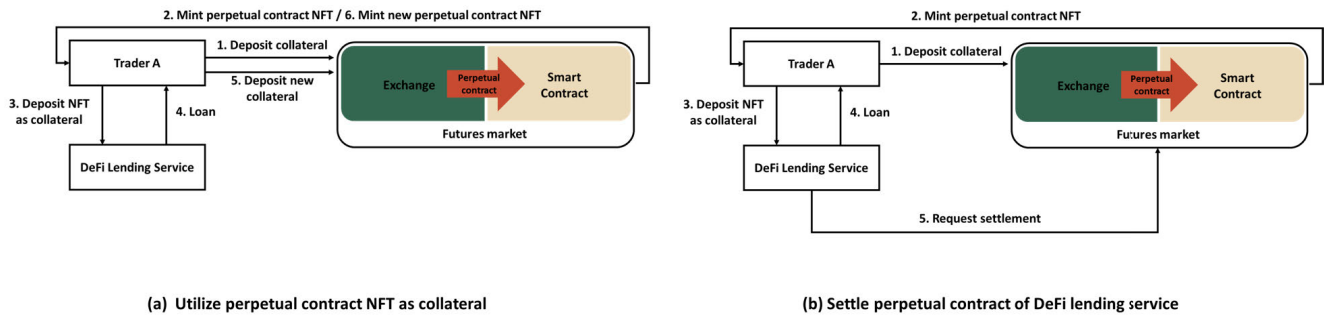 2. Mint perpetual contract NFT / 6. Mint new perpetual contract NFT
1. Deposit collateral
Trader A
5. Deposit new
collateral
Exchange
Perpetual
contract
Smart
Contract
3. Deposit NFT
as collateral
4. Loan
Futures market
DeFi Lending Service
(a) Utilize perpetual contract NFT as collateral
2. Mint perpetual contract NFT
1. Deposit collateral
Trader A
Exchange
Perpetual
contract
Smart
Contract
3. Deposit NFT
as collateral
4. Loan
Futures market
DeFi Lending Service
5. Request settlement
(b) Settle perpetual contract of DeFi lending service